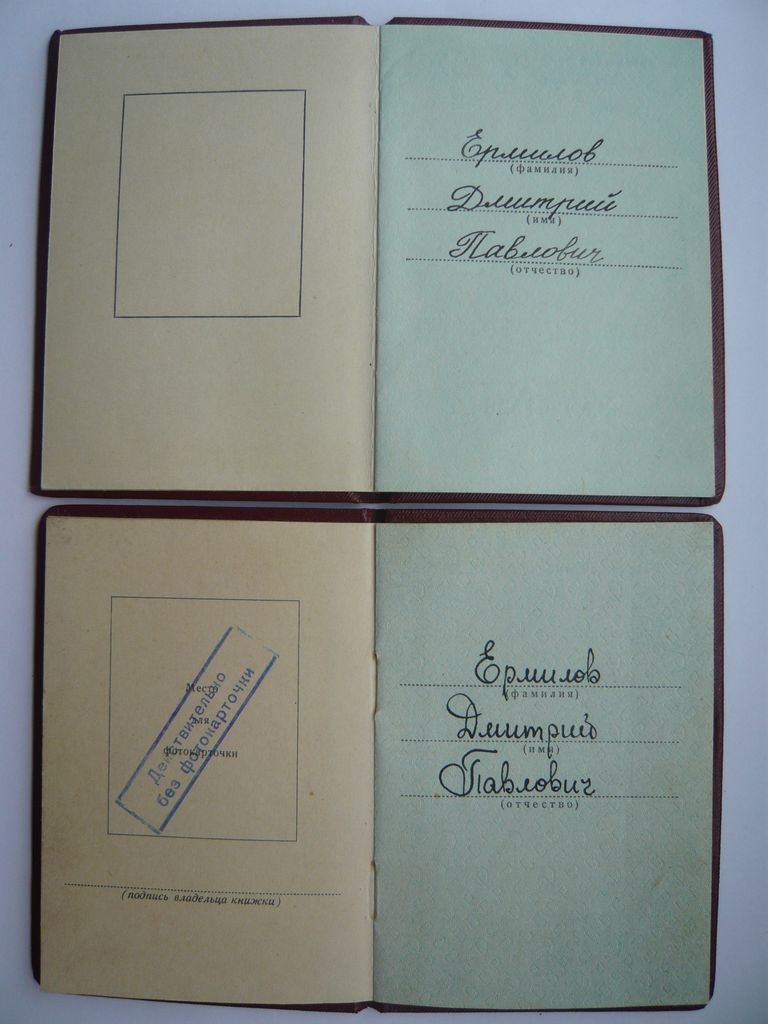 Ермилов
(фамилия)
Дмитрий
(имя)
Павлович
(отчество)
Место
для
фотокарточки
Действительно
без фотокарточки
(подпись владельца книжки)
Ермилов
(фамилия)
Дмитрий
(имя)
Павлович
(отчество)